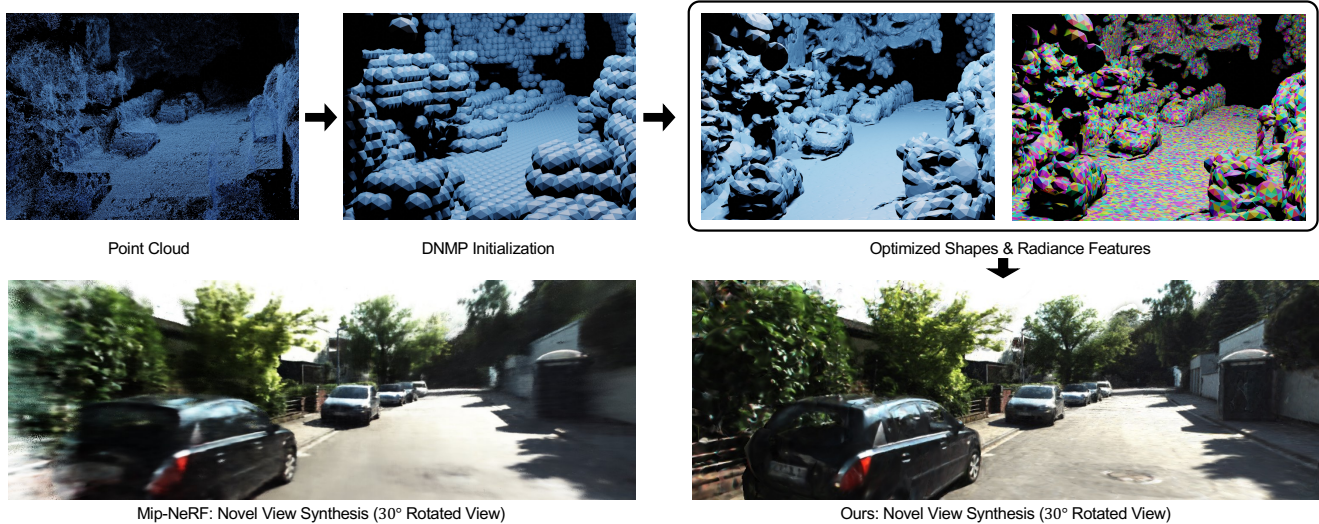 Point Cloud
DNMP Initialization
Optimized Shapes & Radiance Features
Mip-NeRF: Novel View Synthesis (30° Rotated View)
Ours: Novel View Synthesis (30° Rotated View)